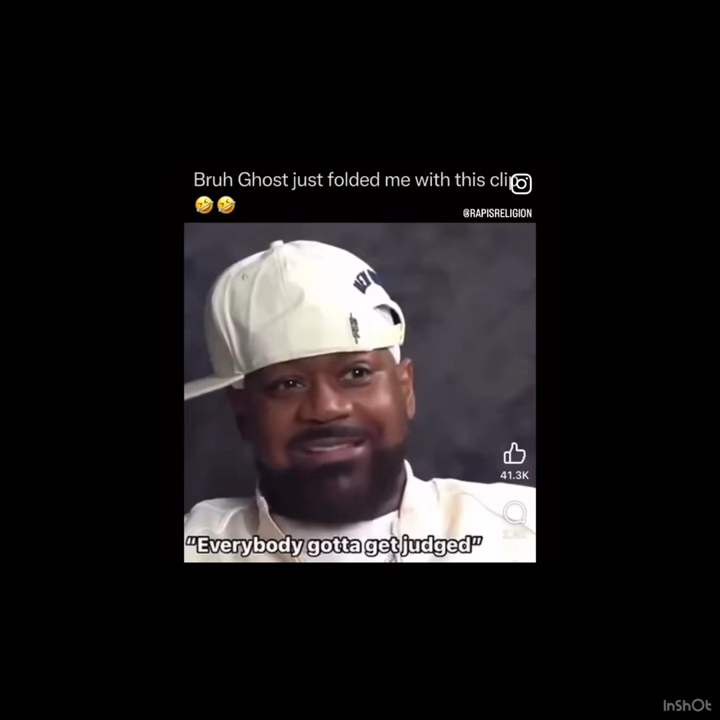 Bruh Ghost just folded me with this clip
🤣🤣
@RAPISRELIGION
41.3K
"Everybody gotta get judged"
InShOt